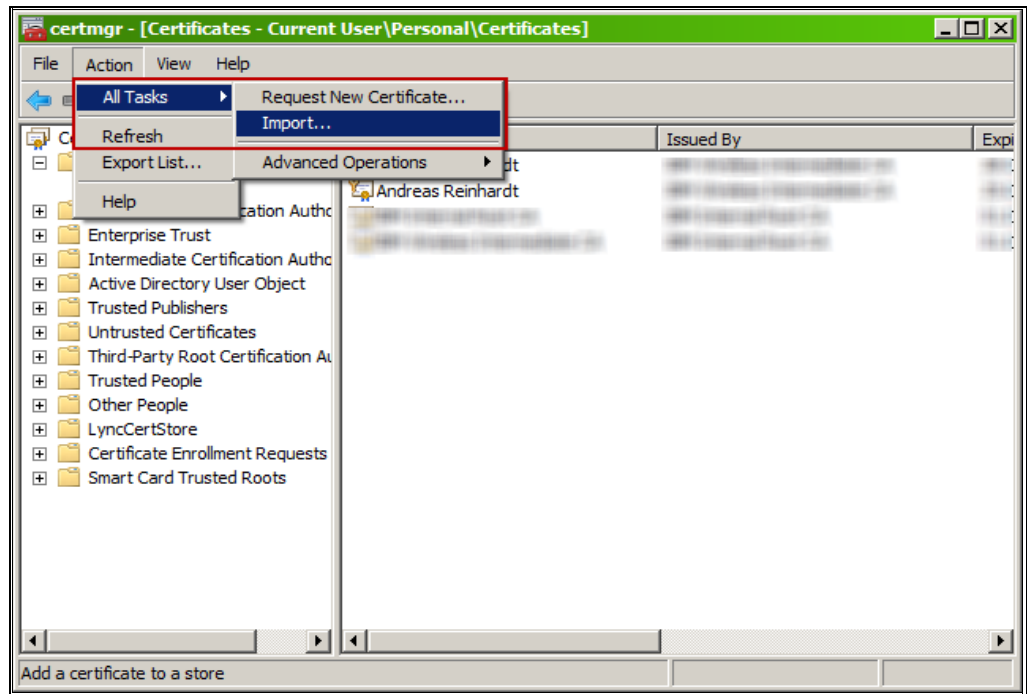 certmgr - [Certificates - Current User\Personal\Certificates]
File Action View Help
All Tasks
Request New Certificate...
Import...
Refresh
Export List...
Advanced Operations
Help
Issued By
Expi
dt
Andreas Reinhardt
cation Autho
Enterprise Trust
Intermediate Certification Autho
Active Directory User Object
Trusted Publishers
Untrusted Certificates
Third-Party Root Certification Au
Trusted People
Other People
LyncCertStore
Certificate Enrollment Requests
Smart Card Trusted Roots
Add a certificate to a store